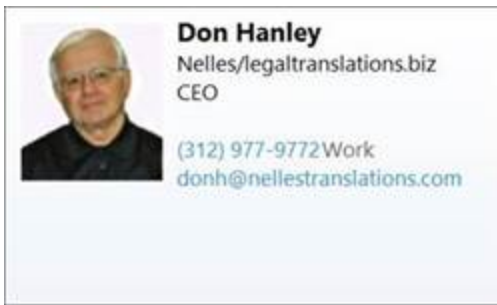 Don Hanley
Nelles/legaltranslations.biz
CEO
(312) 977-9772 Work
donh@nellestranslations.com